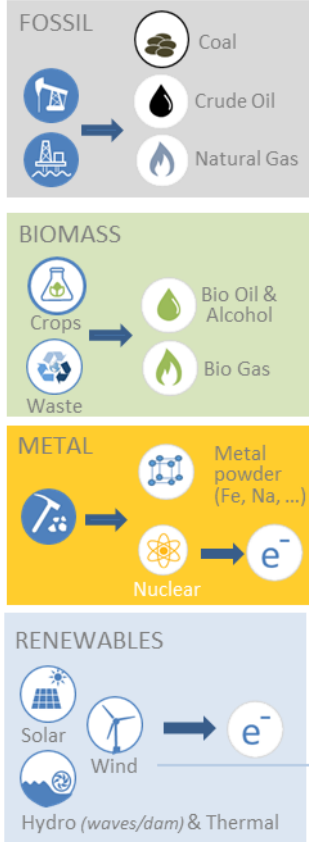 FOSSIL
Coal
Crude Oil
Natural Gas
BIOMASS
Crops
Waste
Bio Oil &
Alcohol
Bio Gas
METAL
Metal
powder
(Fe, Na, ...)
Nuclear
e⁻
RENEWABLES
Solar
Wind
e⁻
Hydro (waves/dam) & Thermal